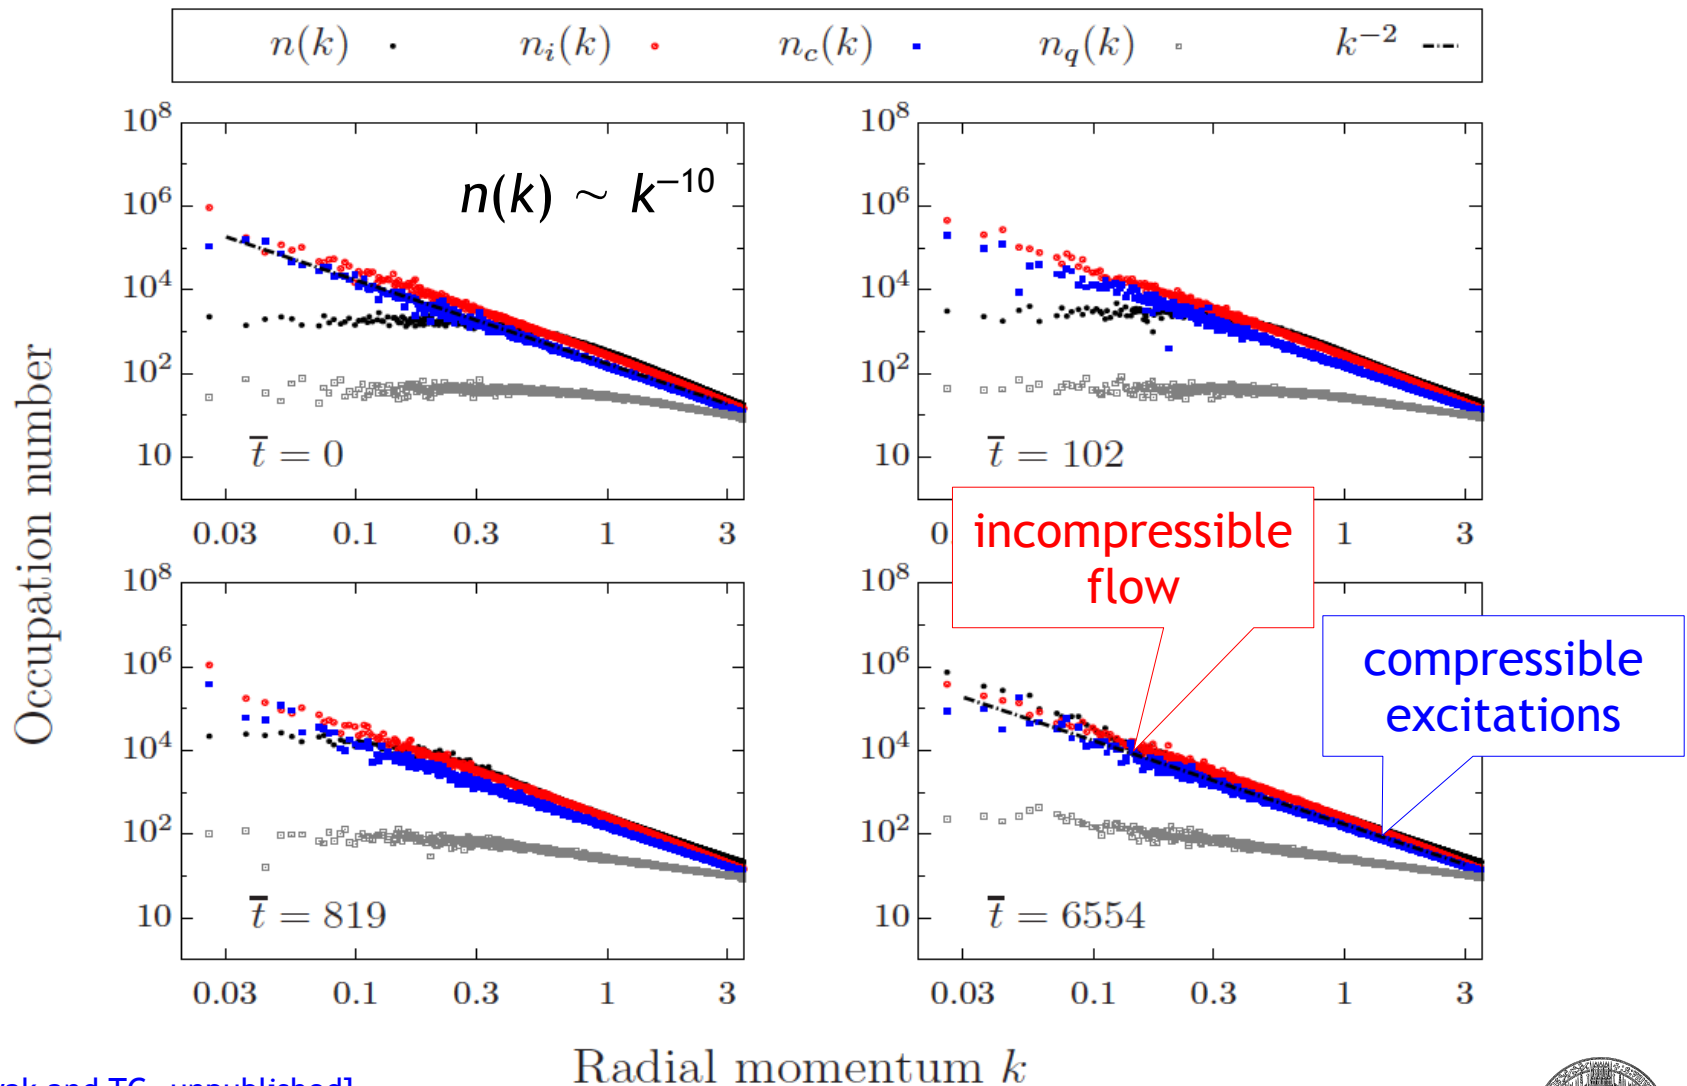 n(k) n_i(k) n_c(k) n_q(k) k^{-2}
Occupation number
10^8
10^6
10^4
10^2
10
n(k) ~ k^{-10}
t̅ = 0
0.03 0.1 0.3 1 3
10^8
10^6
10^4
10^2
10
t̅ = 102
0 1 3
incompressible
flow
10^8
10^6
10^4
10^2
10
t̅ = 819
0.03 0.1 0.3 1 3
10^8
10^6
10^4
10^2
10
t̅ = 6554
0.03 0.1 0.3 1 3
compressible
excitations
Radial momentum k